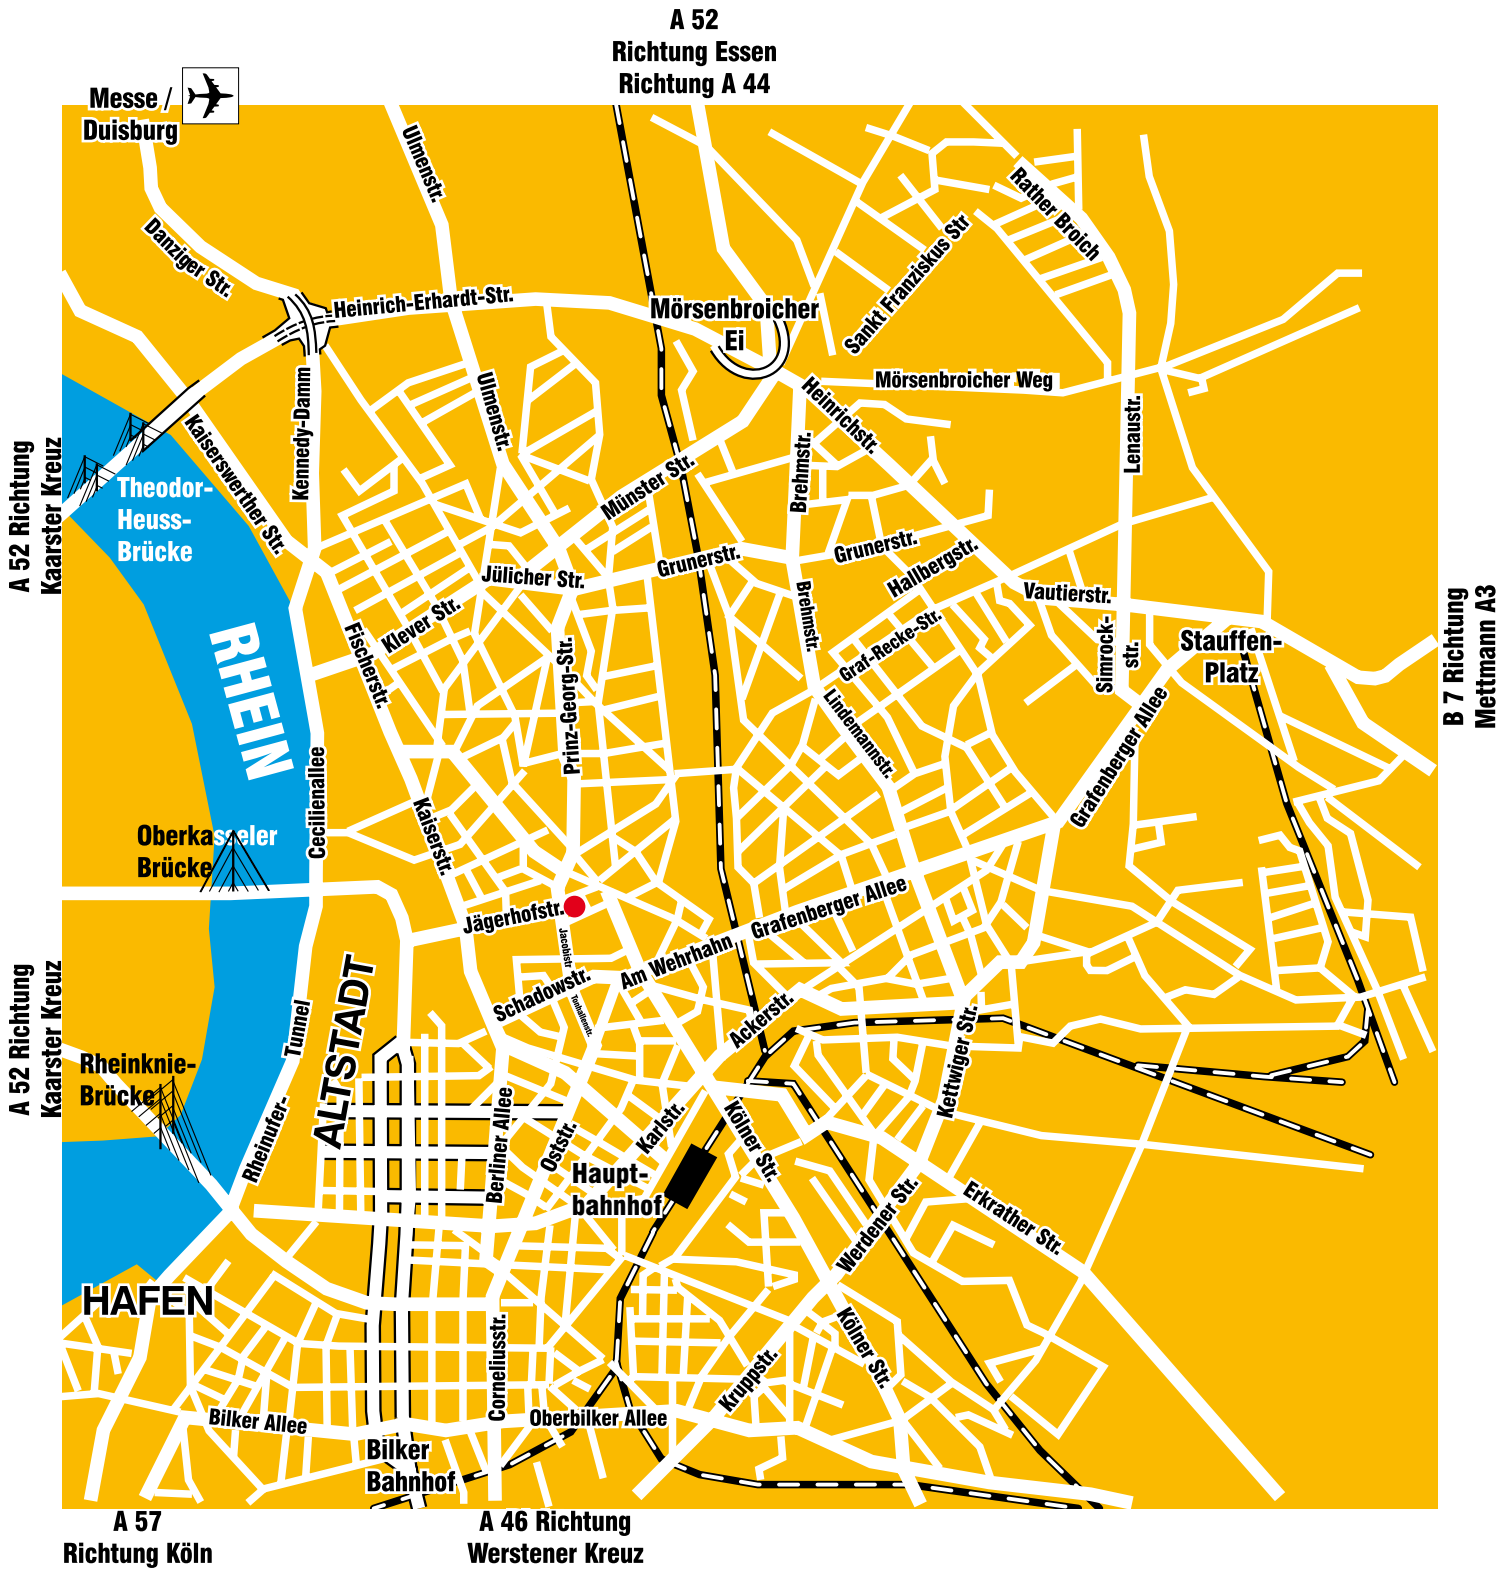 A 52
Richtung Essen
Richtung A 44
Messe /
Duisburg
Ulmenstr.
Danziger Str.
Rather Broich
Sankt Franziskus Str
Heinrich-Erhardt-Str.
Mörsenbroicher
Ei
Mörsenbroicher Weg
Heinrichstr.
Kennedy-Damm
Ulmenstr.
Lenaustr.
Kaiserswerther Str.
Brehmstr.
Münster Str.
A 52 Richtung
Kaarster Kreuz
Theodor-
Heuss-
Brücke
Grunerstr.
Grunerstr.
Hallbergstr.
Jülicher Str.
Vautierstr.
Klever Str.
Brehmstr.
Graf-Recke-Str.
Simrock-
str.
Stauffen-
Platz
B 7 Richtung
Mettmann A3
RHEIN
Fischerstr.
Prinz-Georg-Str.
Lindemannstr.
Grafenberger Allee
Cecilienallee
Kaiserstr.
Oberkasseler
Brücke
Jägerhofstr.
Jacobistr
Grafenberger Allee
Am Wehrhahn
Schadowstr.
Tonhallenstr.
Ackerstr.
A 52 Richtung
Kaarster Kreuz
ALTSTADT
Tunnel
Rheinufer-
Rheinknie-
Brücke
Kettwiger Str.
Berliner Allee
Oststr.
Karlstr.
Kölner Str.
Haupt-
bahnhof
Werdener Str.
Erkrather Str.
HAFEN
Corneliusstr.
Kölner Str.
Kruppstr.
Bilker Allee
Oberbilker Allee
Bilker
Bahnhof
A 57
Richtung Köln
A 46 Richtung
Werstener Kreuz